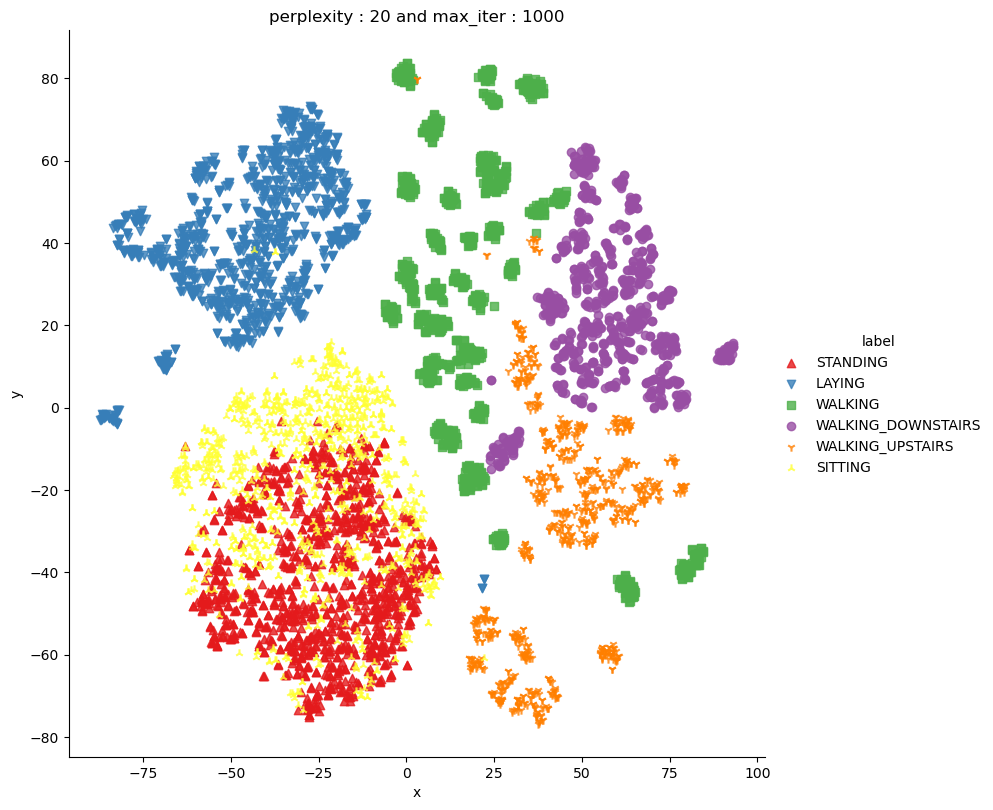 perplexity : 20 and max_iter : 1000
80
60
40
20
0
−20
−40
−60
−80
y
−75
−50
−25
0
25
50
75
100
x
label
STANDING
LAYING
WALKING
WALKING_DOWNSTAIRS
WALKING_UPSTAIRS
SITTING